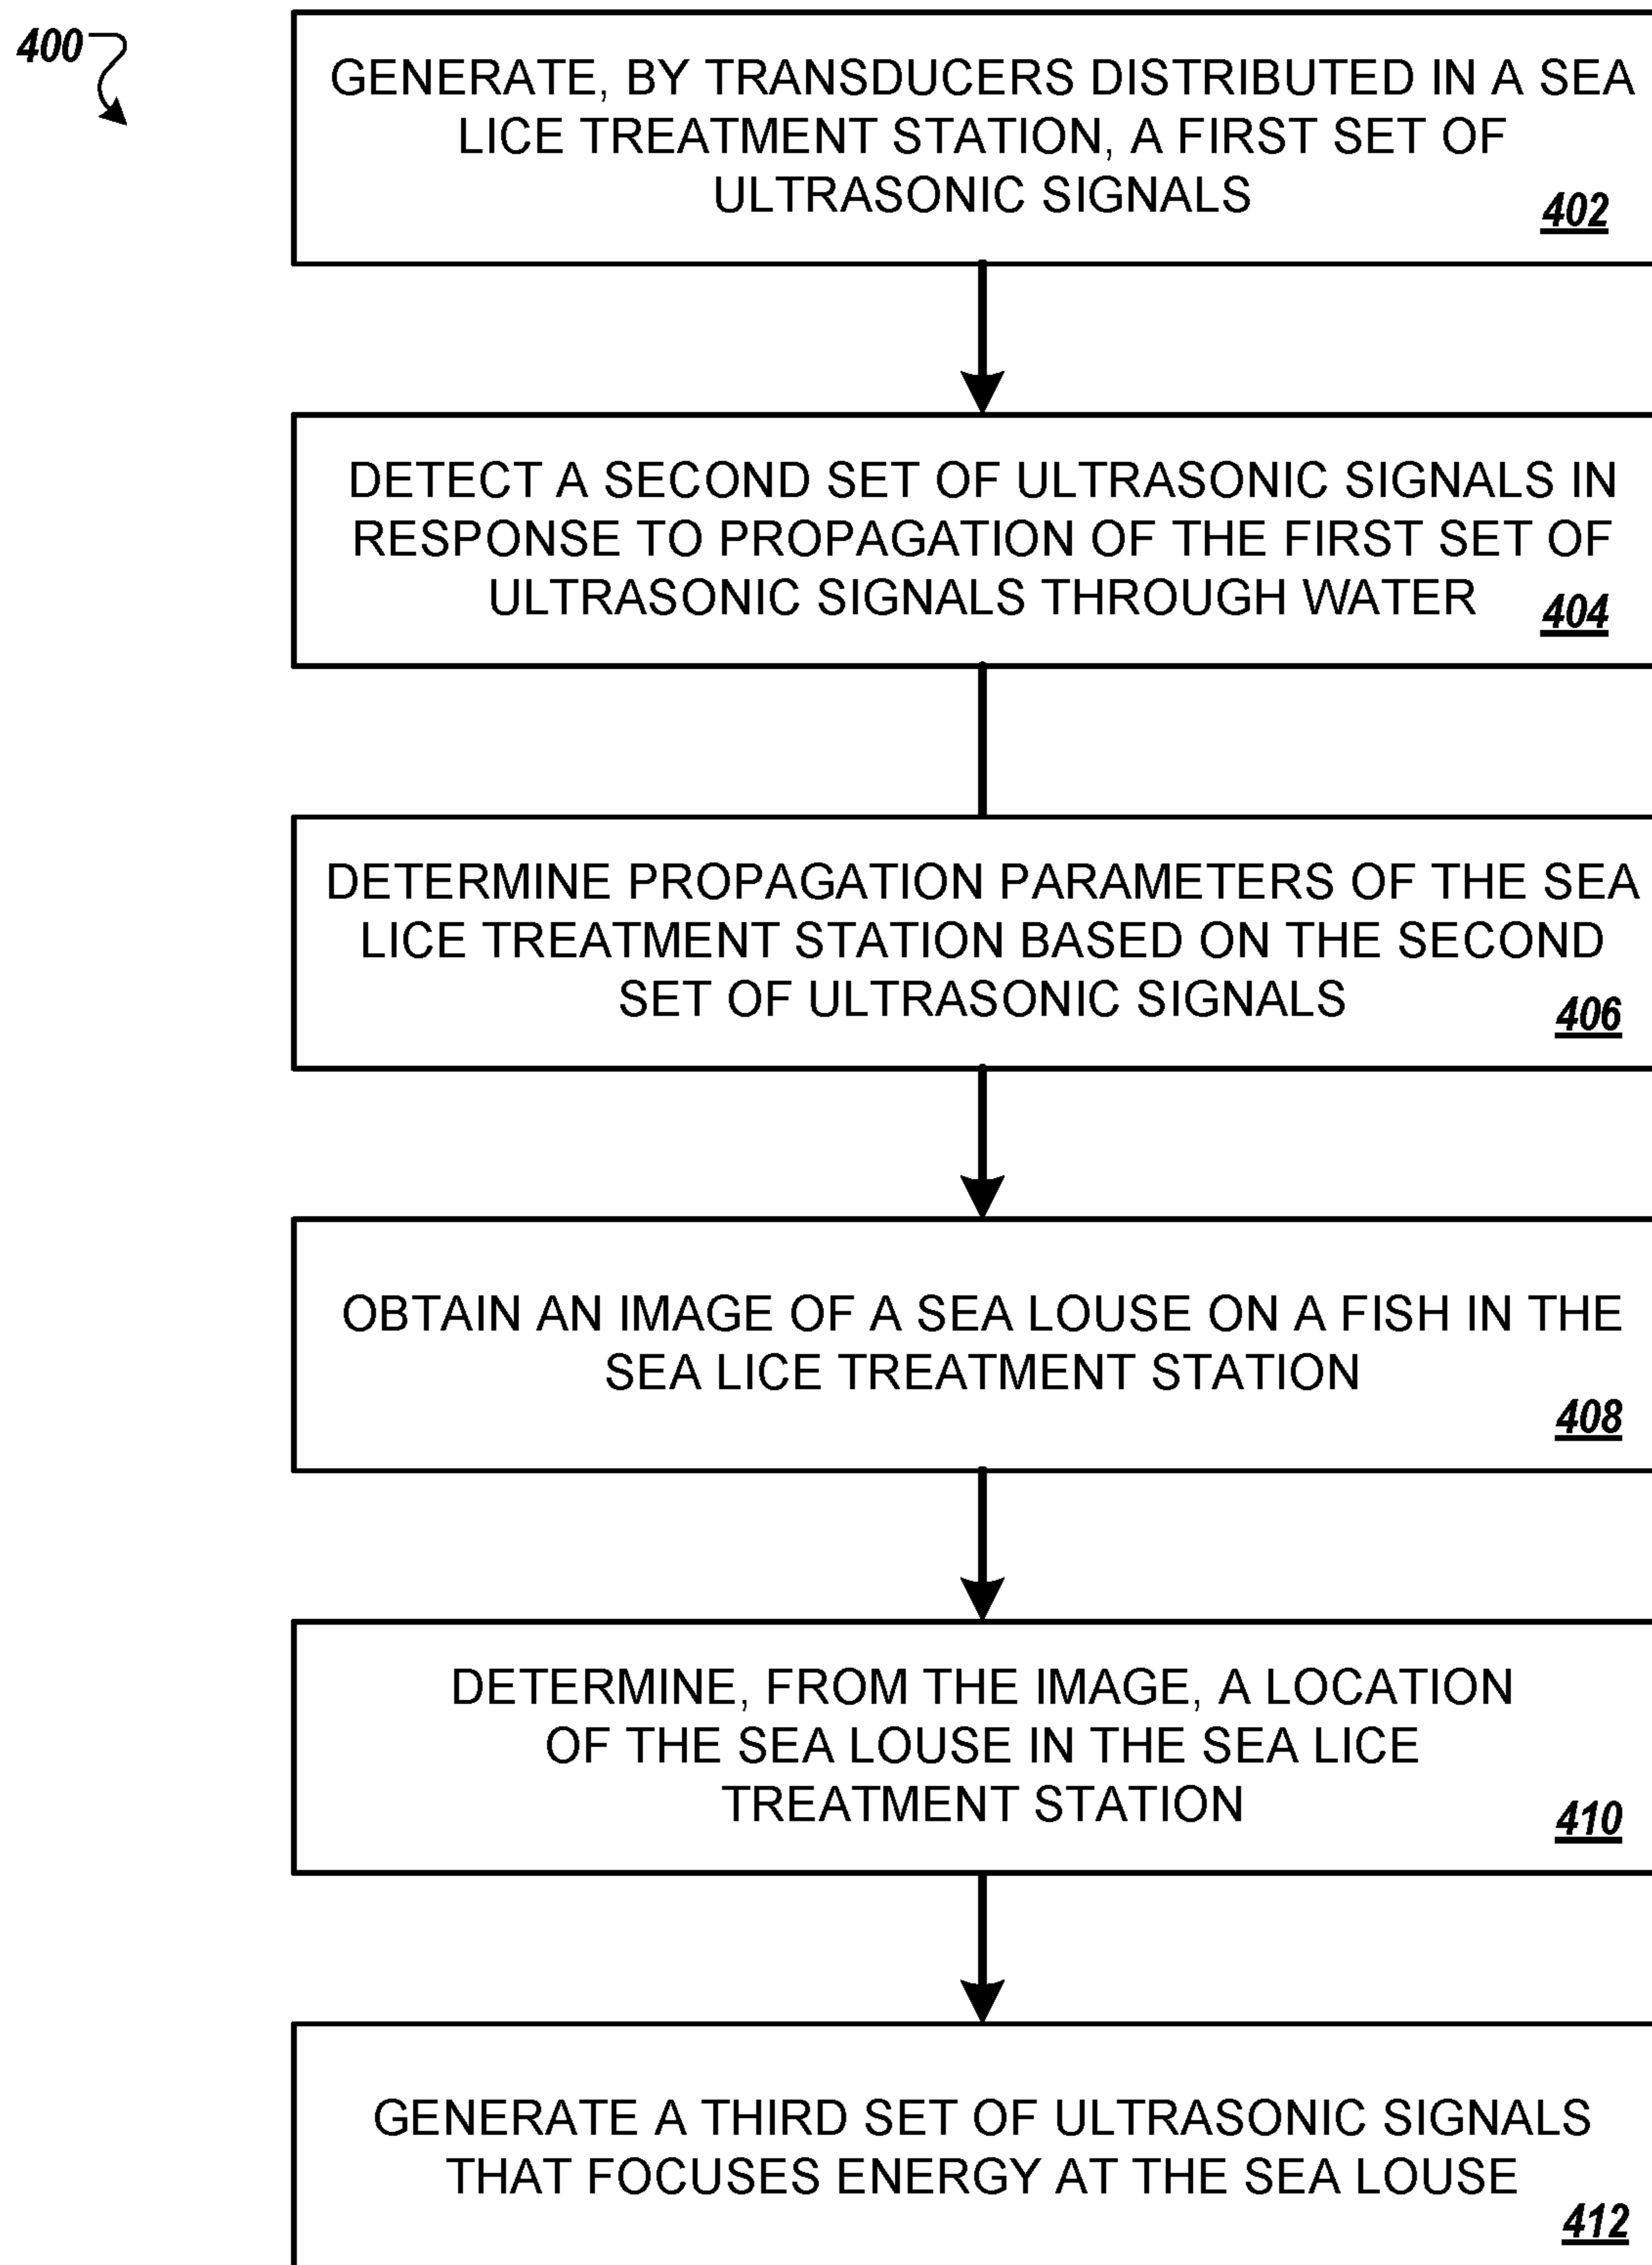 400
GENERATE, BY TRANSDUCERS DISTRIBUTED IN A SEA
LICE TREATMENT STATION, A FIRST SET OF
ULTRASONIC SIGNALS
402
DETECT A SECOND SET OF ULTRASONIC SIGNALS IN
RESPONSE TO PROPAGATION OF THE FIRST SET OF
ULTRASONIC SIGNALS THROUGH WATER
404
DETERMINE PROPAGATION PARAMETERS OF THE SEA
LICE TREATMENT STATION BASED ON THE SECOND
SET OF ULTRASONIC SIGNALS
406
OBTAIN AN IMAGE OF A SEA LOUSE ON A FISH IN THE
SEA LICE TREATMENT STATION
408
DETERMINE, FROM THE IMAGE, A LOCATION
OF THE SEA LOUSE IN THE SEA LICE
TREATMENT STATION
410
GENERATE A THIRD SET OF ULTRASONIC SIGNALS
THAT FOCUSES ENERGY AT THE SEA LOUSE
412